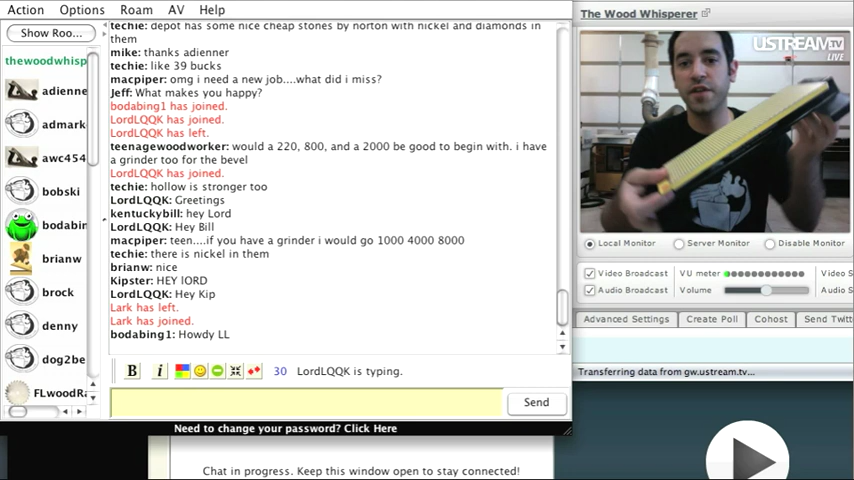 Action Options Roam AV Help
Show Roo...
thewoodwhisp
adienne
admark
awc454
bobski
bodabin
brianw
brock
denny
dog2be
FLwoodRa
techie: depot has some nice cheap stones by norton with nickel and diamonds in
them
mike: thanks adienner
techie: like 39 bucks
macpiper: omg i need a new job....what did i miss?
Jeff: What makes you happy?
bodabing1 has joined.
LordLQQK has joined.
LordLQQK has left.
teenagewoodworker: would a 220, 800, and a 2000 be good to begin with. i have
a grinder too for the bevel
LordLQQK has joined.
techie: hollow is stronger too
LordLQQK: Greetings
kentuckybill: hey Lord
LordLQQK: Hey Bill
macpiper: teen....if you have a grinder i would go 1000 4000 8000
techie: there is nickel in them
brianw: nice
Kipster: HEY lORD
LordLQQK: Hey Kip
Lark has left.
Lark has joined.
bodabing1: Howdy LL
B i 30 LordLQQK is typing.
Send
Need to change your password? Click Here
Chat in progress. Keep this window open to stay connected!
The Wood Whisperer
USTREAM TV
LIVE
Local Monitor Server Monitor Disable Monitor
Video Broadcast VU meter Video S
Audio Broadcast Volume Audio S
Advanced Settings Create Poll Cohost Send Twitt
Transferring data from gw.ustream.tv...